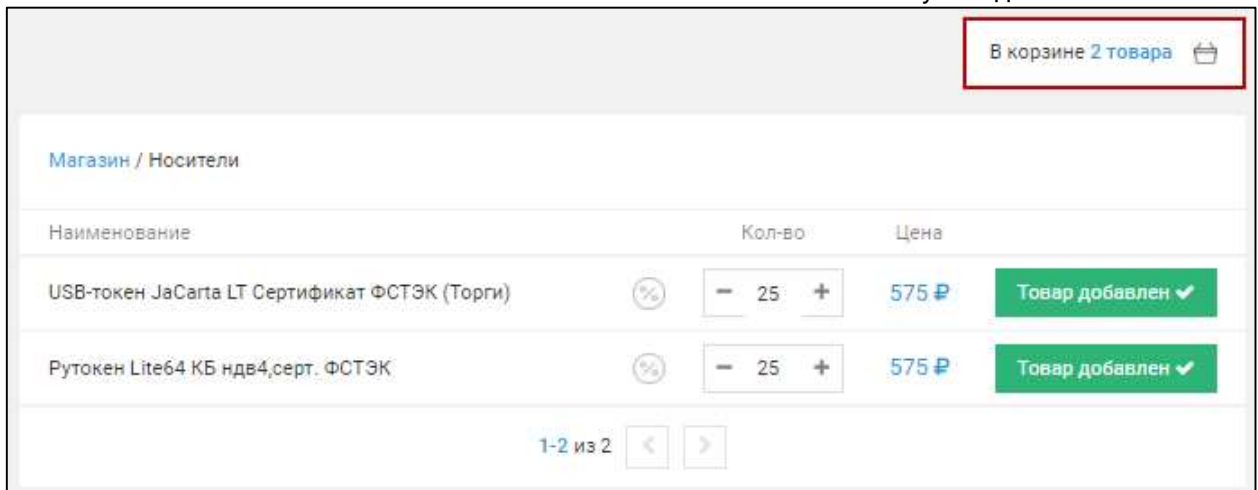 В корзине 2 товара
Магазин / Носители
Наименование Кол-во Цена
USB-токен JaCarta LT Сертификат ФСТЭК (Торги) % − 25 + 575 ₽ Товар добавлен ✔
Рутокен Lite64 КБ ндв4,серт. ФСТЭК % − 25 + 575 ₽ Товар добавлен ✔
1-2 из 2 < >